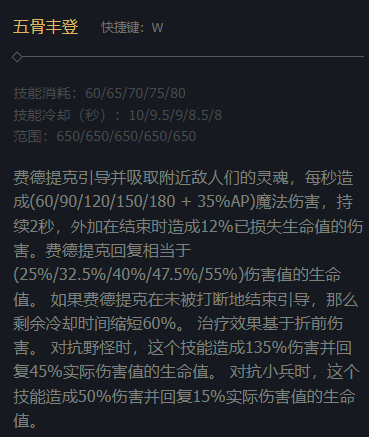 五骨丰登 快捷键：W
技能消耗：60/65/70/75/80
技能冷却（秒）：10/9.5/9/8.5/8
范围：650/650/650/650/650
费德提克引导并吸取附近敌人们的灵魂，每秒造
成(60/90/120/150/180 + 35%AP)魔法伤害，持
续2秒，外加在结束时造成12%已损失生命值的伤
害。费德提克回复相当于
(25%/32.5%/40%/47.5%/55%)伤害值的生命
值。 如果费德提克在未被打断地结束引导，那么
剩余冷却时间缩短60%。 治疗效果基于折前伤
害。 对抗野怪时，这个技能造成135%伤害并回
复45%实际伤害值的生命值。 对抗小兵时，这个
技能造成50%伤害并回复15%实际伤害值的生命
值。